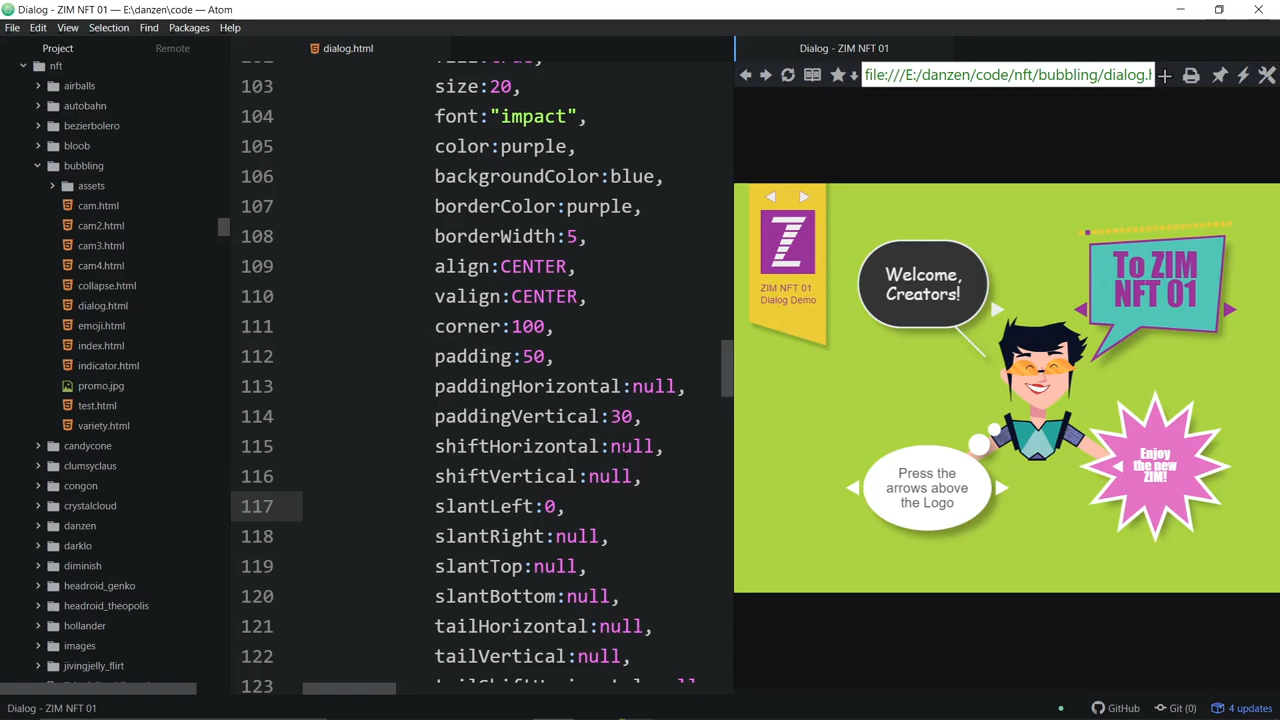 Dialog - ZIM NFT 01 — E:\danzen\code — Atom
File Edit View Selection Find Packages Help
Project Remote
dialog.html
Dialog - ZIM NFT 01
file:///E:/danzen/code/nft/bubbling/dialog.h
nft
airballs
autobahn
bezierbolero
bloob
bubbling
assets
cam.html
cam2.html
cam3.html
cam4.html
collapse.html
dialog.html
emoji.html
index.html
indicator.html
promo.jpg
test.html
variety.html
candycone
clumsyclaus
congon
crystalcloud
danzen
darklo
diminish
headroid_genko
headroid_theopolis
hollander
images
jivingjelly_flirt
103 size:20,
104 font:"impact",
105 color:purple,
106 backgroundColor:blue,
107 borderColor:purple,
108 borderWidth:5,
109 align:CENTER,
110 valign:CENTER,
111 corner:100,
112 padding:50,
113 paddingHorizontal:null,
114 paddingVertical:30,
115 shiftHorizontal:null,
116 shiftVertical:null,
117 slantLeft:0,
118 slantRight:null,
119 slantTop:null,
120 slantBottom:null,
121 tailHorizontal:null,
122 tailVertical:null,
123
Z
ZIM NFT 01
Dialog Demo
Welcome,
Creators!
To ZIM
NFT 01
Press the
arrows above
the Logo
Enjoy
the new
ZIM!
Dialog - ZIM NFT 01
GitHub Git (0) 4 updates